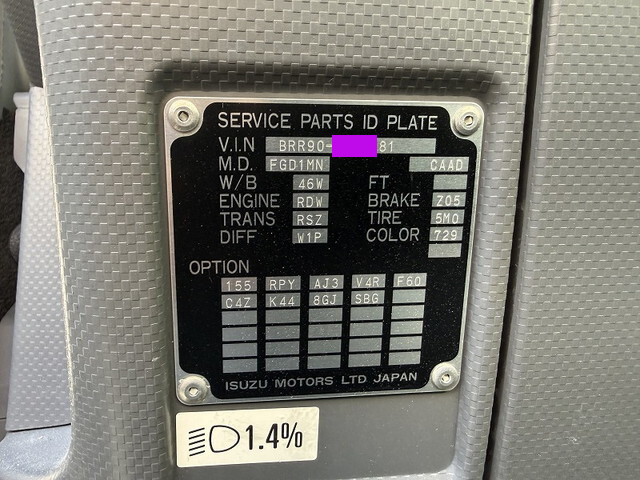 SERVICE PARTS ID PLATE
V.I.N BRR90- 81
M.D. FGD1MN CAAD
W/B 46W FT
ENGINE RDW BRAKE Z05
TRANS RSZ TIRE 5M0
DIFF W1P COLOR 729
OPTION
155 RPY AJ3 V4R F60
C4Z K44 8GJ SBG
ISUZU MOTORS LTD JAPAN
1.4%